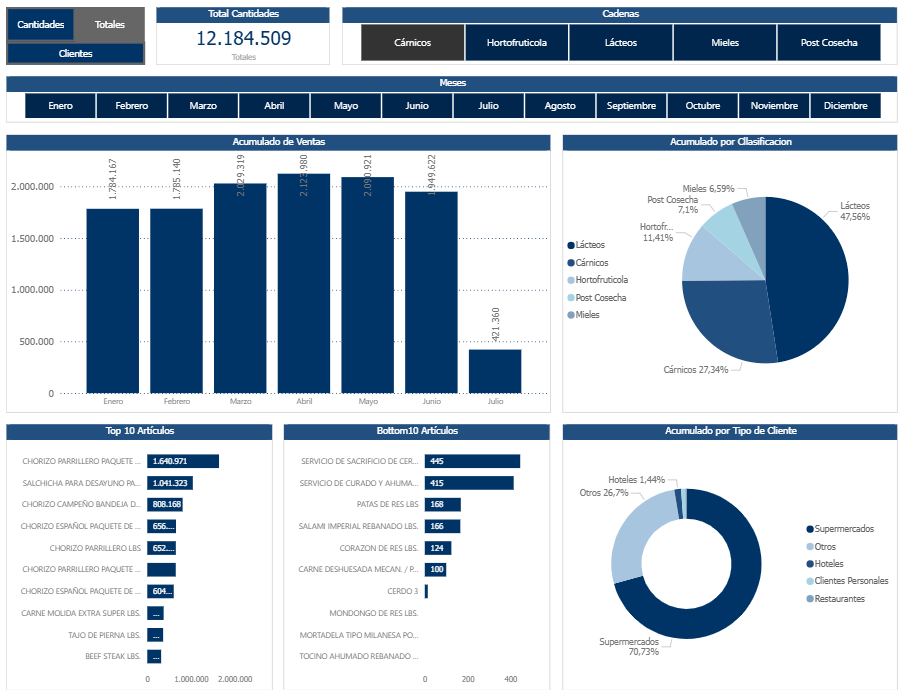 Cantidades
Totales
Clientes
Total Cantidades
12.184.509
Totales
Cadenas
Cárnicos
Hortofruticola
Lácteos
Mieles
Post Cosecha
Meses
Enero
Febrero
Marzo
Abril
Mayo
Junio
Julio
Agosto
Septiembre
Octubre
Noviembre
Diciembre
Acumulado de Ventas
2.000.000
1.500.000
1.000.000
500.000
0
1.784.167
1.785.140
2.029.319
2.123.980
2.090.921
1.949.622
421.360
Enero
Febrero
Marzo
Abril
Mayo
Junio
Julio
Acumulado por Cllasificacion
Lácteos
Cárnicos
Hortofruticola
Post Cosecha
Mieles
Mieles 6,59%
Post Cosecha
7,1%
Hortofr...
11,41%
Lácteos
47,56%
Cárnicos 27,34%
Top 10 Artículos
CHORIZO PARRILLERO PAQUETE ... 1.640.971
SALCHICHA PARA DESAYUNO PA... 1.041.323
CHORIZO CAMPEÑO BANDEJA D... 808.168
CHORIZO ESPAÑOL PAQUETE DE ... 656....
CHORIZO PARRILLERO LBS 652....
CHORIZO PARRILLERO PAQUETE ...
CHORIZO ESPAÑOL PAQUETE DE ... 604...
CARNE MOLIDA EXTRA SUPER LBS. ...
TAJO DE PIERNA LBS. ...
BEEF STEAK LBS. ...
0 1.000.000 2.000.000
Bottom10 Artículos
SERVICIO DE SACRIFICIO DE CER... 445
SERVICIO DE CURADO Y AHUMA... 415
PATAS DE RES LBS 168
SALAMI IMPERIAL REBANADO LBS. 166
CORAZON DE RES LBS. 124
CARNE DESHUESADA MECAN. / P... 100
CERDO 3
MONDONGO DE RES LBS.
MORTADELA TIPO MILANESA PO...
TOCINO AHUMADO REBANADO ...
0 200 400
Acumulado por Tipo de Cliente
Hoteles 1,44%
Otros 26,7%
Supermercados
70,73%
Supermercados
Otros
Hoteles
Clientes Personales
Restaurantes